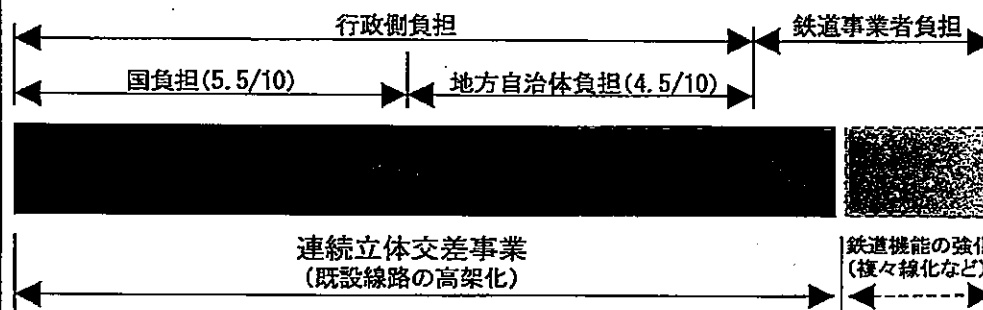 行政側負担
鉄道事業者負担
国負担(5.5/10)
地方自治体負担(4.5/10)
連続立体交差事業
(既設線路の高架化)
鉄道機能の強化
(複々線化など)